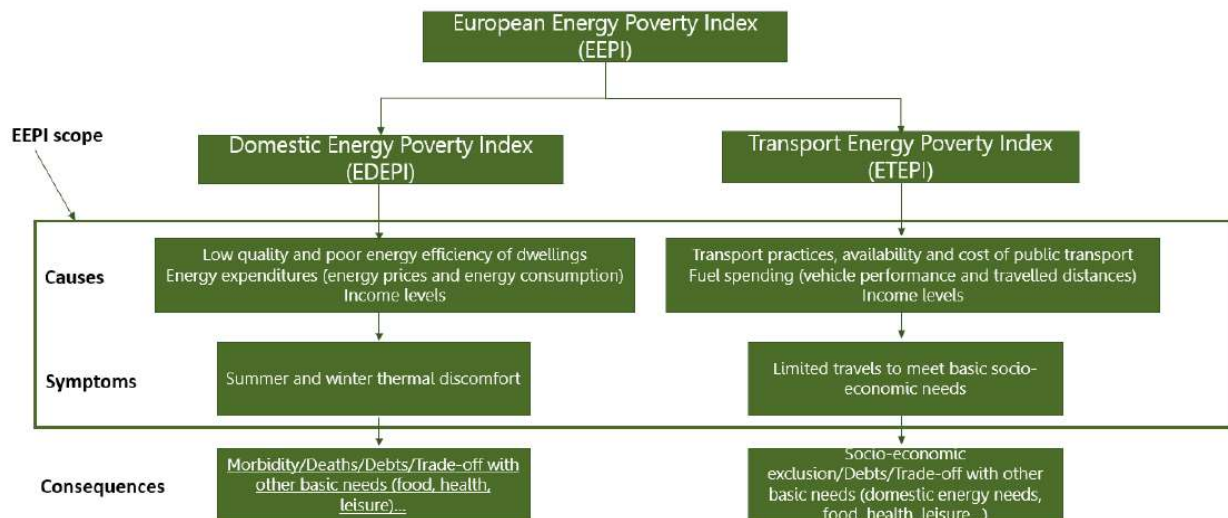 European Energy Poverty Index
(EEPI)
EEPI scope
Domestic Energy Poverty Index
(EDEPI)
Transport Energy Poverty Index
(ETEPI)
Causes
Low quality and poor energy efficiency of dwellings
Energy expenditures (energy prices and energy consumption)
Income levels
Transport practices, availability and cost of public transport
Fuel spending (vehicle performance and travelled distances)
Income levels
Symptoms
Summer and winter thermal discomfort
Limited travels to meet basic socio-
economic needs
Consequences
Morbidity/Deaths/Debts/Trade-off with
other basic needs (food, health,
leisure)...
Socio-economic
exclusion/Debts/Trade-off with other
basic needs (domestic energy needs,
food, health, leisure...)